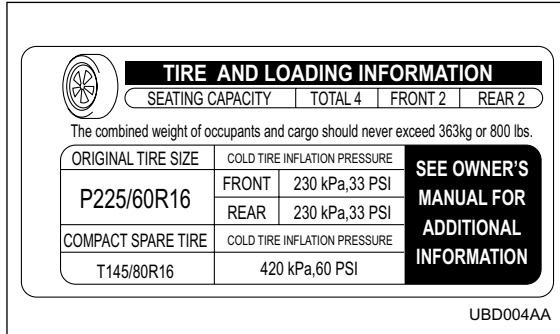 TIRE AND LOADING INFORMATION
SEATING CAPACITY TOTAL 4 FRONT 2 REAR 2
The combined weight of occupants and cargo should never exceed 363kg or 800 lbs.
ORIGINAL TIRE SIZE COLD TIRE INFLATION PRESSURE
P225/60R16 FRONT 230 kPa,33 PSI
REAR 230 kPa,33 PSI
COMPACT SPARE TIRE COLD TIRE INFLATION PRESSURE
T145/80R16 420 kPa,60 PSI
SEE OWNER'S
MANUAL FOR
ADDITIONAL
INFORMATION
UBD004AA